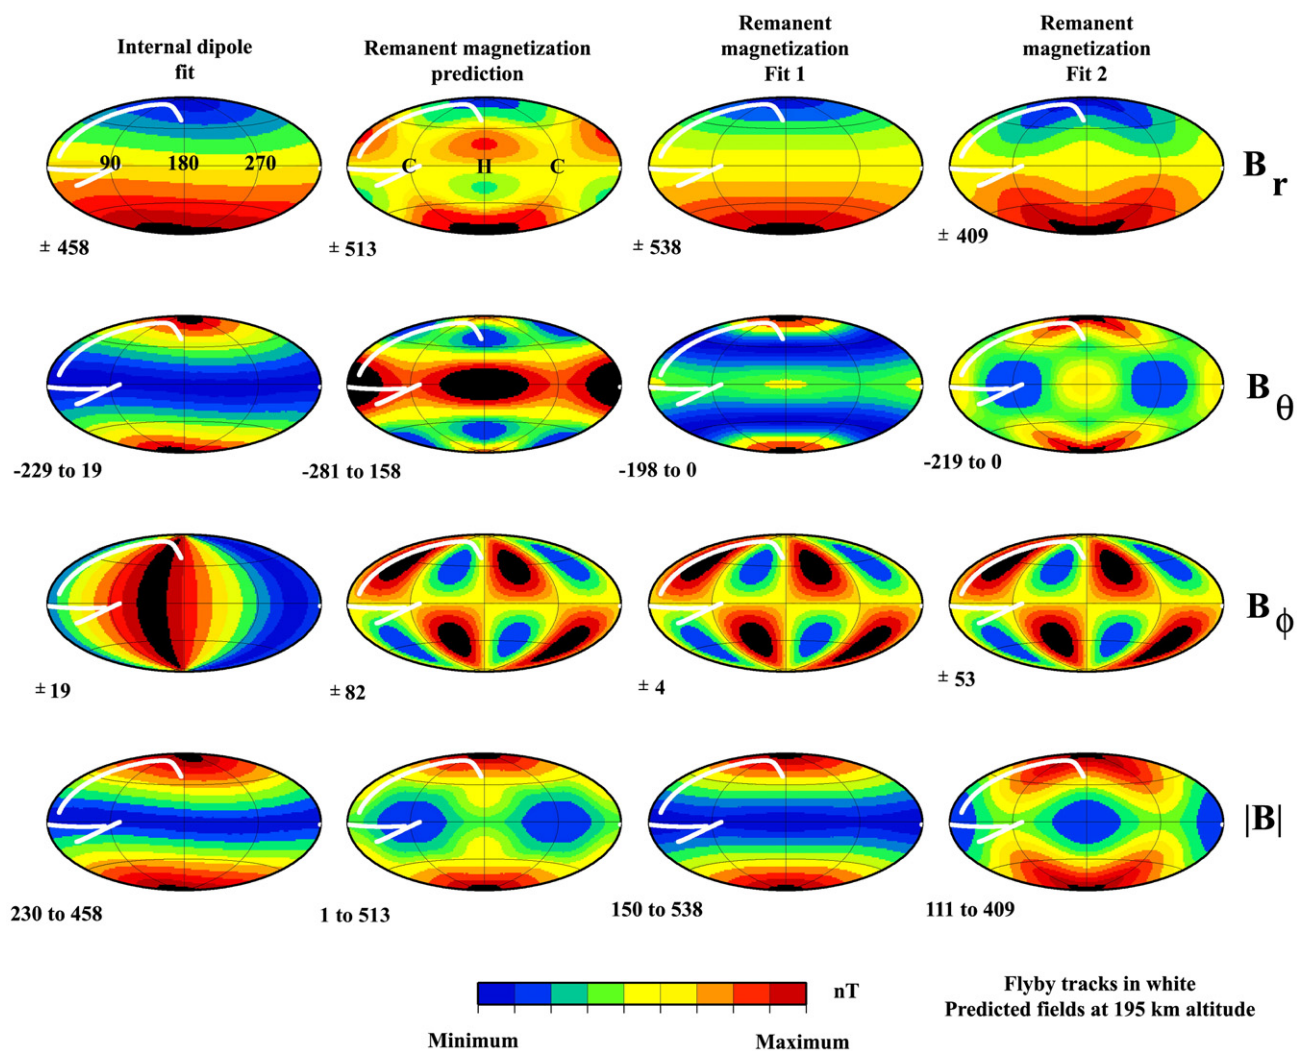 Internal dipole
fit
Remanent magnetization
prediction
Remanent
magnetization
Fit 1
Remanent
magnetization
Fit 2
90 180 270
C H C
B r
± 458
± 513
± 538
± 409
B θ
-229 to 19
-281 to 158
-198 to 0
-219 to 0
B ϕ
± 19
± 82
± 4
± 53
|B|
230 to 458
1 to 513
150 to 538
111 to 409
nT
Minimum
Maximum
Flyby tracks in white
Predicted fields at 195 km altitude